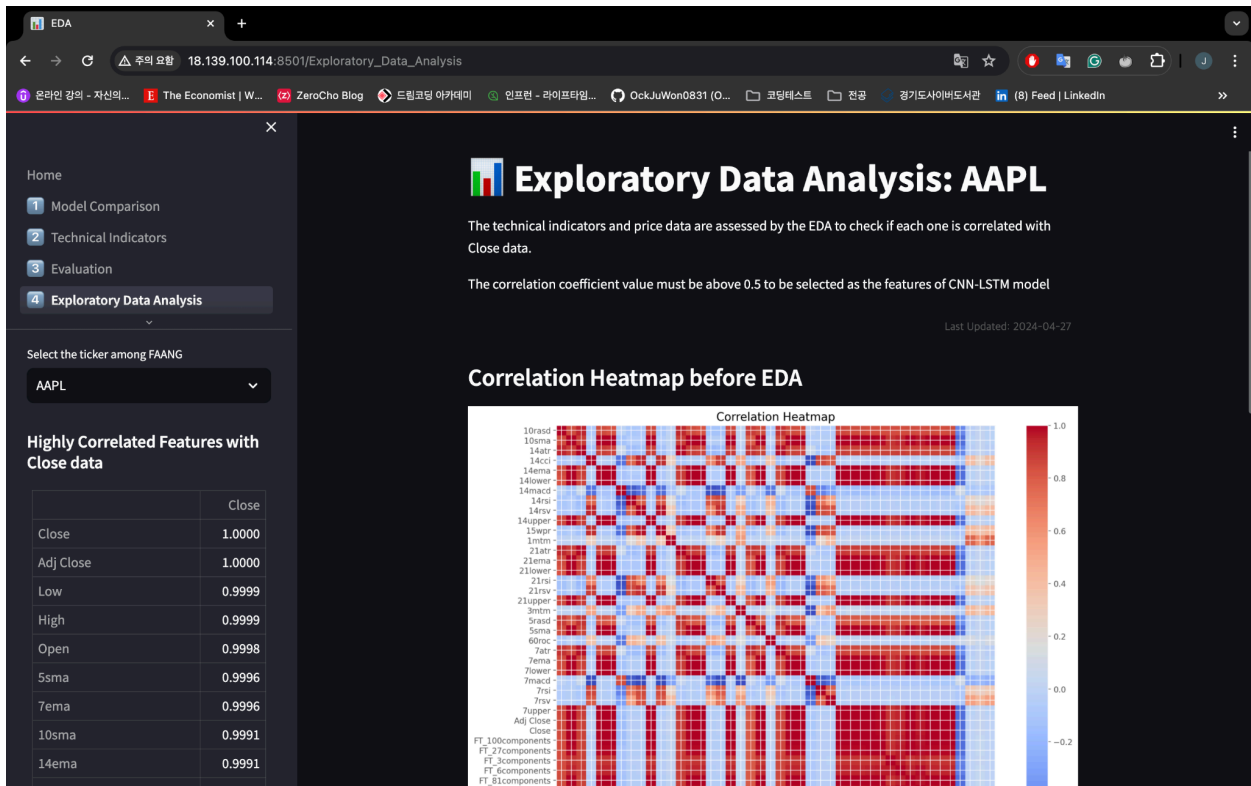 EDA
주의 요함
18.139.100.114:8501/Exploratory_Data_Analysis
J
온라인 강의 - 자신의...
The Economist | W...
ZeroCho Blog
드림코딩 아카데미
인프런 - 라이프타임...
OckJuWon0831 (O...
코딩테스트
전공
경기도사이버도서관
(8) Feed | LinkedIn
Home
1 Model Comparison
2 Technical Indicators
3 Evaluation
4 Exploratory Data Analysis
Select the ticker among FAANG
AAPL
Highly Correlated Features with
Close data
Close
Close 1.0000
Adj Close 1.0000
Low 0.9999
High 0.9999
Open 0.9998
5sma 0.9996
7ema 0.9996
10sma 0.9991
14ema 0.9991
Exploratory Data Analysis: AAPL
The technical indicators and price data are assessed by the EDA to check if each one is correlated with
Close data.
The correlation coefficient value must be above 0.5 to be selected as the features of CNN-LSTM model
Last Updated: 2024-04-27
Correlation Heatmap before EDA
Correlation Heatmap
10rasd
10sma
14atr
14cci
14ema
14lower
14macd
14rsi
14rsv
14upper
15wpr
1mtm
21atr
21ema
21lower
21rsi
21rsv
21upper
3mtm
5rasd
5sma
60roc
7atr
7ema
7lower
7macd
7rsi
7rsv
7upper
Adj Close
Close
FT_100components
FT_27components
FT_3components
FT_6components
FT_81components
1.0
0.8
0.6
0.4
0.2
0.0
−0.2